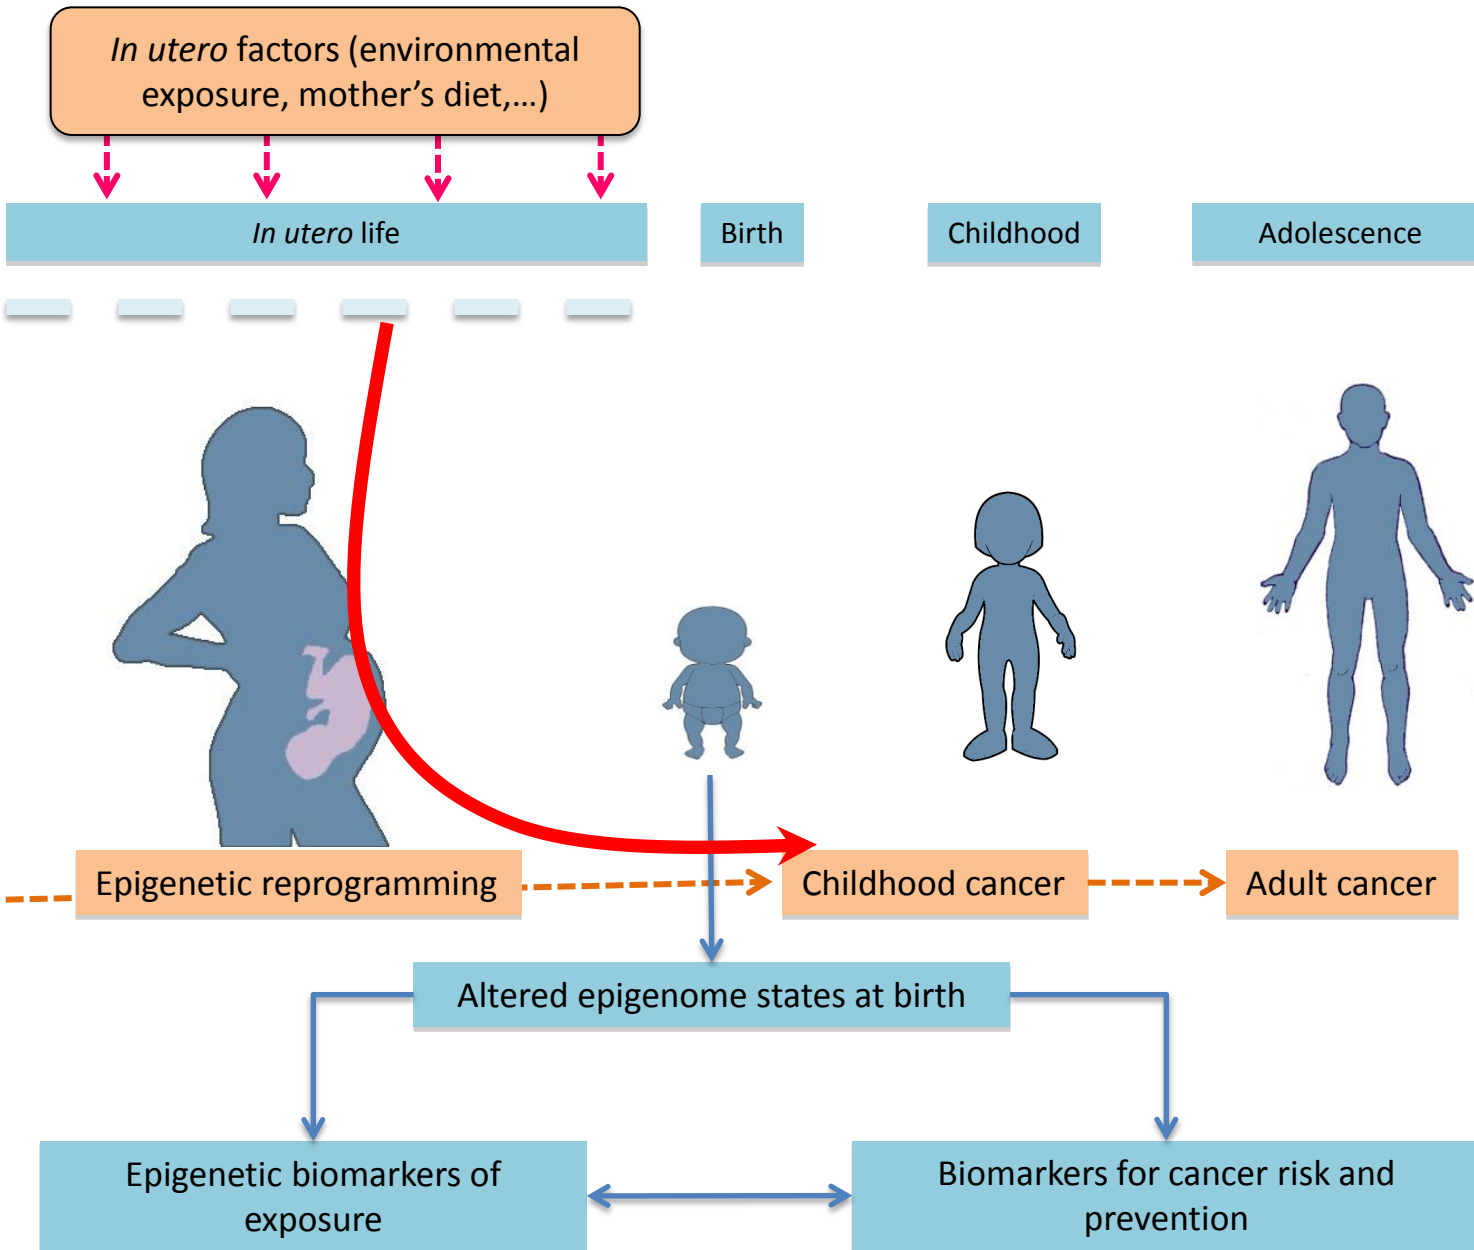 In utero factors (environmental
exposure, mother’s diet,…)
In utero life
Birth
Childhood
Adolescence
Epigenetic reprogramming
Childhood cancer
Adult cancer
Altered epigenome states at birth
Epigenetic biomarkers of
exposure
Biomarkers for cancer risk and
prevention